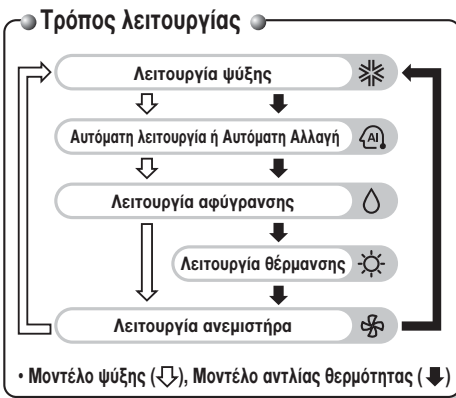 Τρόπος λειτουργίας
Λειτουργία ψύξης
Αυτόματη λειτουργία ή Αυτόματη Αλλαγή
AI
Λειτουργία αφύγρανσης
Λειτουργία θέρμανσης
Λειτουργία ανεμιστήρα
• Μοντέλο ψύξης (⇩), Μοντέλο αντλίας θερμότητας (🡇)